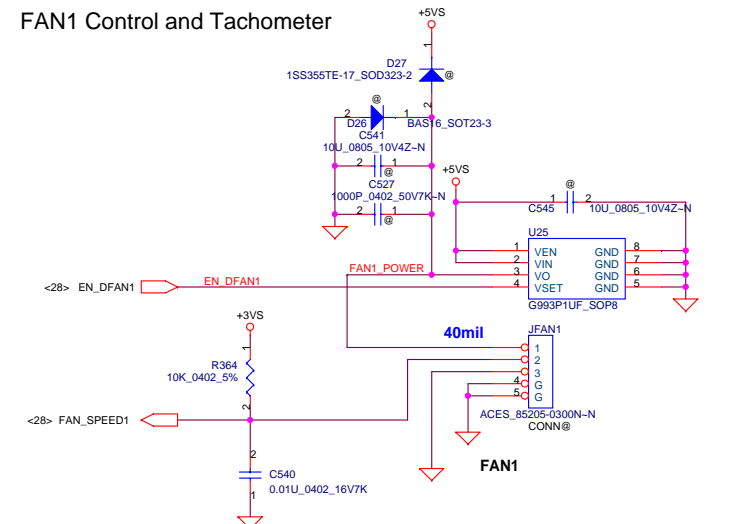 FAN1 Control and Tachometer
+5VS
1
D27
1SS355TE-17_SOD323-2
@
2
@
2
1
D26
BAS16_SOT23-3
C541
10U_0805_10V4Z~N
2
1
@
+5VS
C527
1000P_0402_50V7K~N
2
1
@
@
1
2
C545
10U_0805_10V4Z~N
U25
1
VEN
GND
8
2
VIN
GND
7
FAN1_POWER
3
VO
GND
6
<28> EN_DFAN1
EN_DFAN1
4
VSET
GND
5
G993P1UF_SOP8
+3VS
40mil
JFAN1
1
1
2
2
R364
3
3
10K_0402_5%
4
G
5
G
2
<28> FAN_SPEED1
ACES_85205-0300N~N
CONN@
FAN1
2
C540
0.01U_0402_16V7K
1